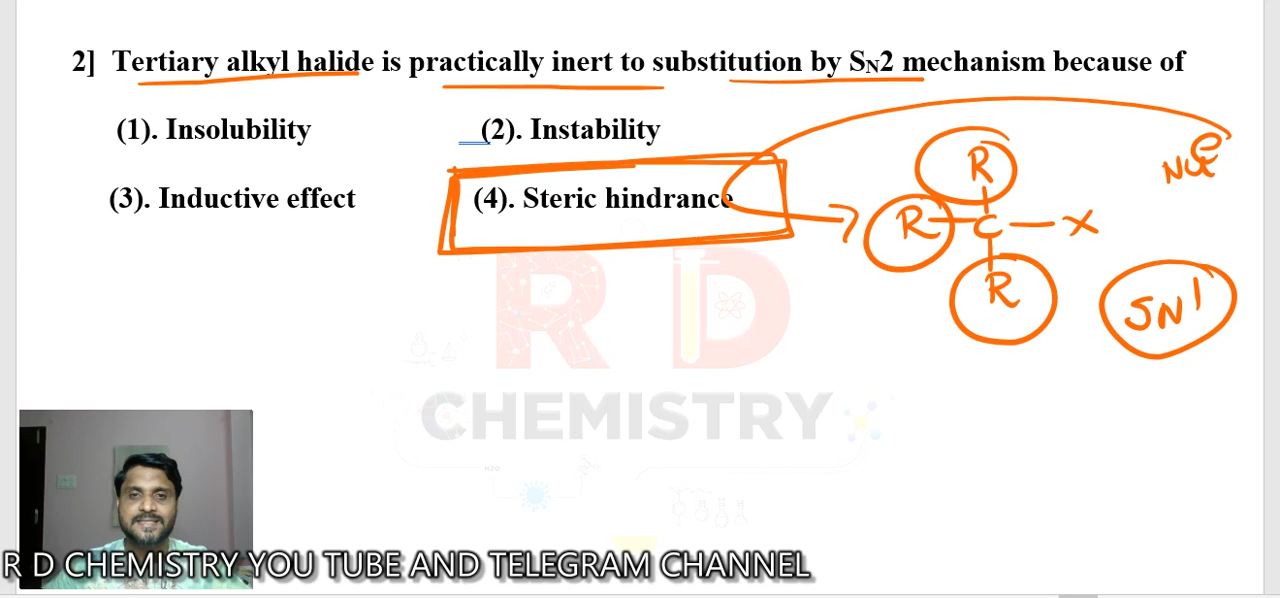 2] Tertiary alkyl halide is practically inert to substitution by SN2 mechanism because of
(1). Insolubility (2). Instability
(3). Inductive effect (4). Steric hindrance
R
R C X
R
SN1
R D
CHEMISTRY
H2O
R D CHEMISTRY YOU TUBE AND TELEGRAM CHANNEL